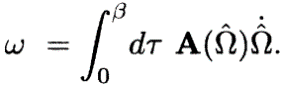 ω = ∫₀^β dτ 𝐀(Ω̂)Ω̂̇.